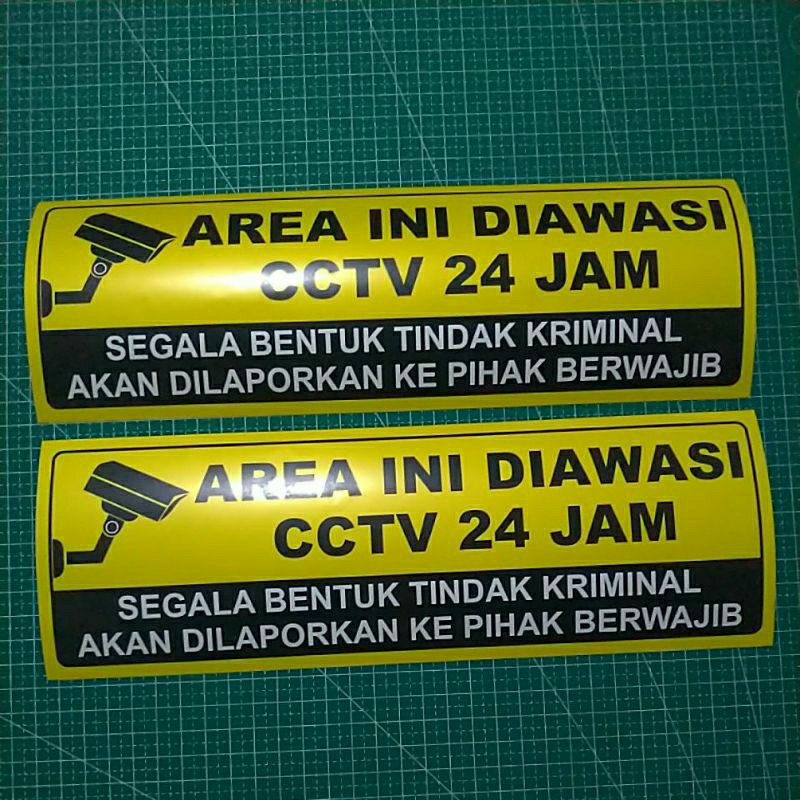 AREA INI DIAWASI
CCTV 24 JAM
SEGALA BENTUK TINDAK KRIMINAL
AKAN DILAPORKAN KE PIHAK BERWAJIB
AREA INI DIAWASI
CCTV 24 JAM
SEGALA BENTUK TINDAK KRIMINAL
AKAN DILAPORKAN KE PIHAK BERWAJIB